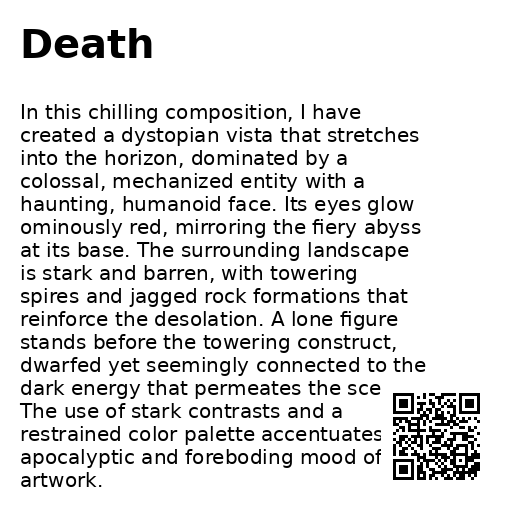 Death
In this chilling composition, I have
created a dystopian vista that stretches
into the horizon, dominated by a
colossal, mechanized entity with a
haunting, humanoid face. Its eyes glow
ominously red, mirroring the fiery abyss
at its base. The surrounding landscape
is stark and barren, with towering
spires and jagged rock formations that
reinforce the desolation. A lone figure
stands before the towering construct,
dwarfed yet seemingly connected to the
dark energy that permeates the sce
The use of stark contrasts and a
restrained color palette accentuates
apocalyptic and foreboding mood of
artwork.